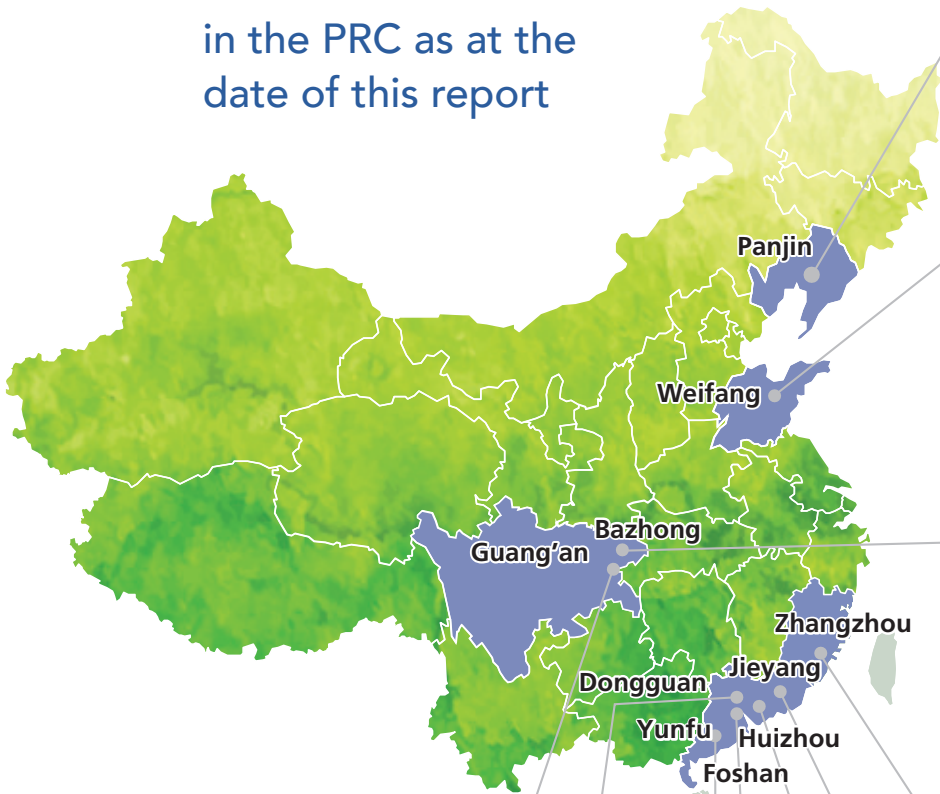 in the PRC as at the
date of this report
Panjin
Weifang
Bazhong
Guang’an
Zhangzhou
Jieyang
Dongguan
Yunfu
Huizhou
Foshan